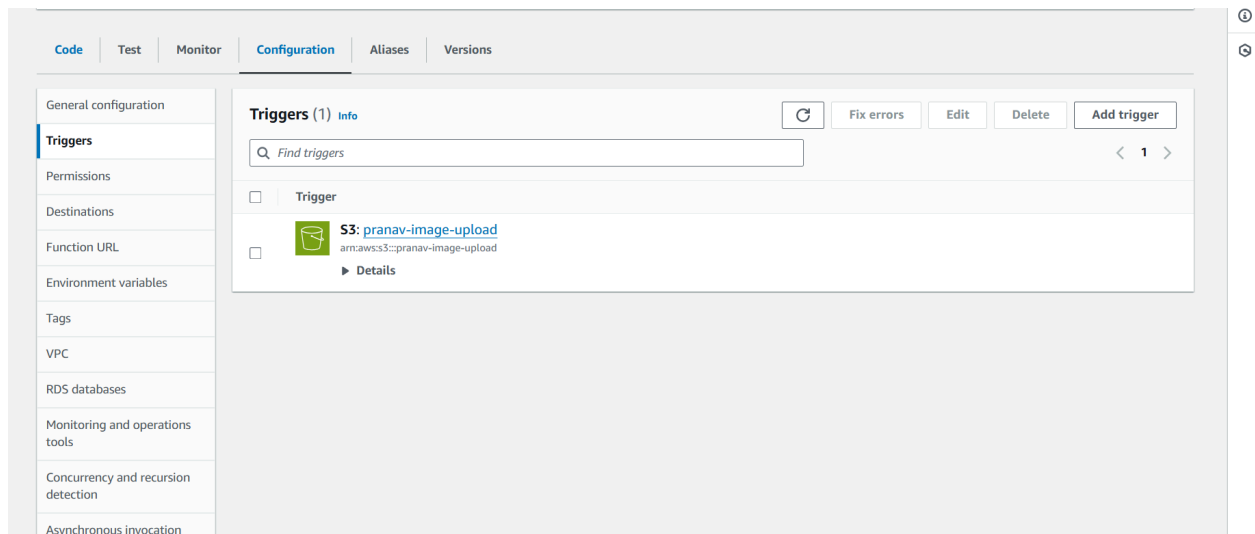 Code Test Monitor Configuration Aliases Versions
General configuration
Triggers
Permissions
Destinations
Function URL
Environment variables
Tags
VPC
RDS databases
Monitoring and operations
tools
Concurrency and recursion
detection
Asynchronous invocation
Triggers (1) Info
Fix errors Edit Delete Add trigger
Find triggers
1
Trigger
S3: pranav-image-upload
arn:aws:s3:::pranav-image-upload
Details